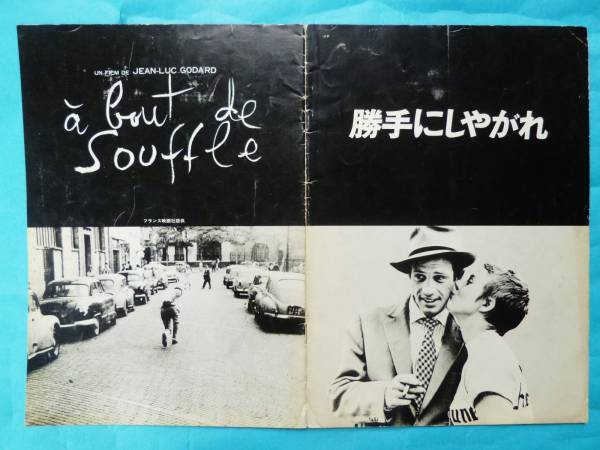 UN FILM DE JEAN-LUC GODARD
à bout de
souffle
フランス映画社提供
勝手にしやがれ